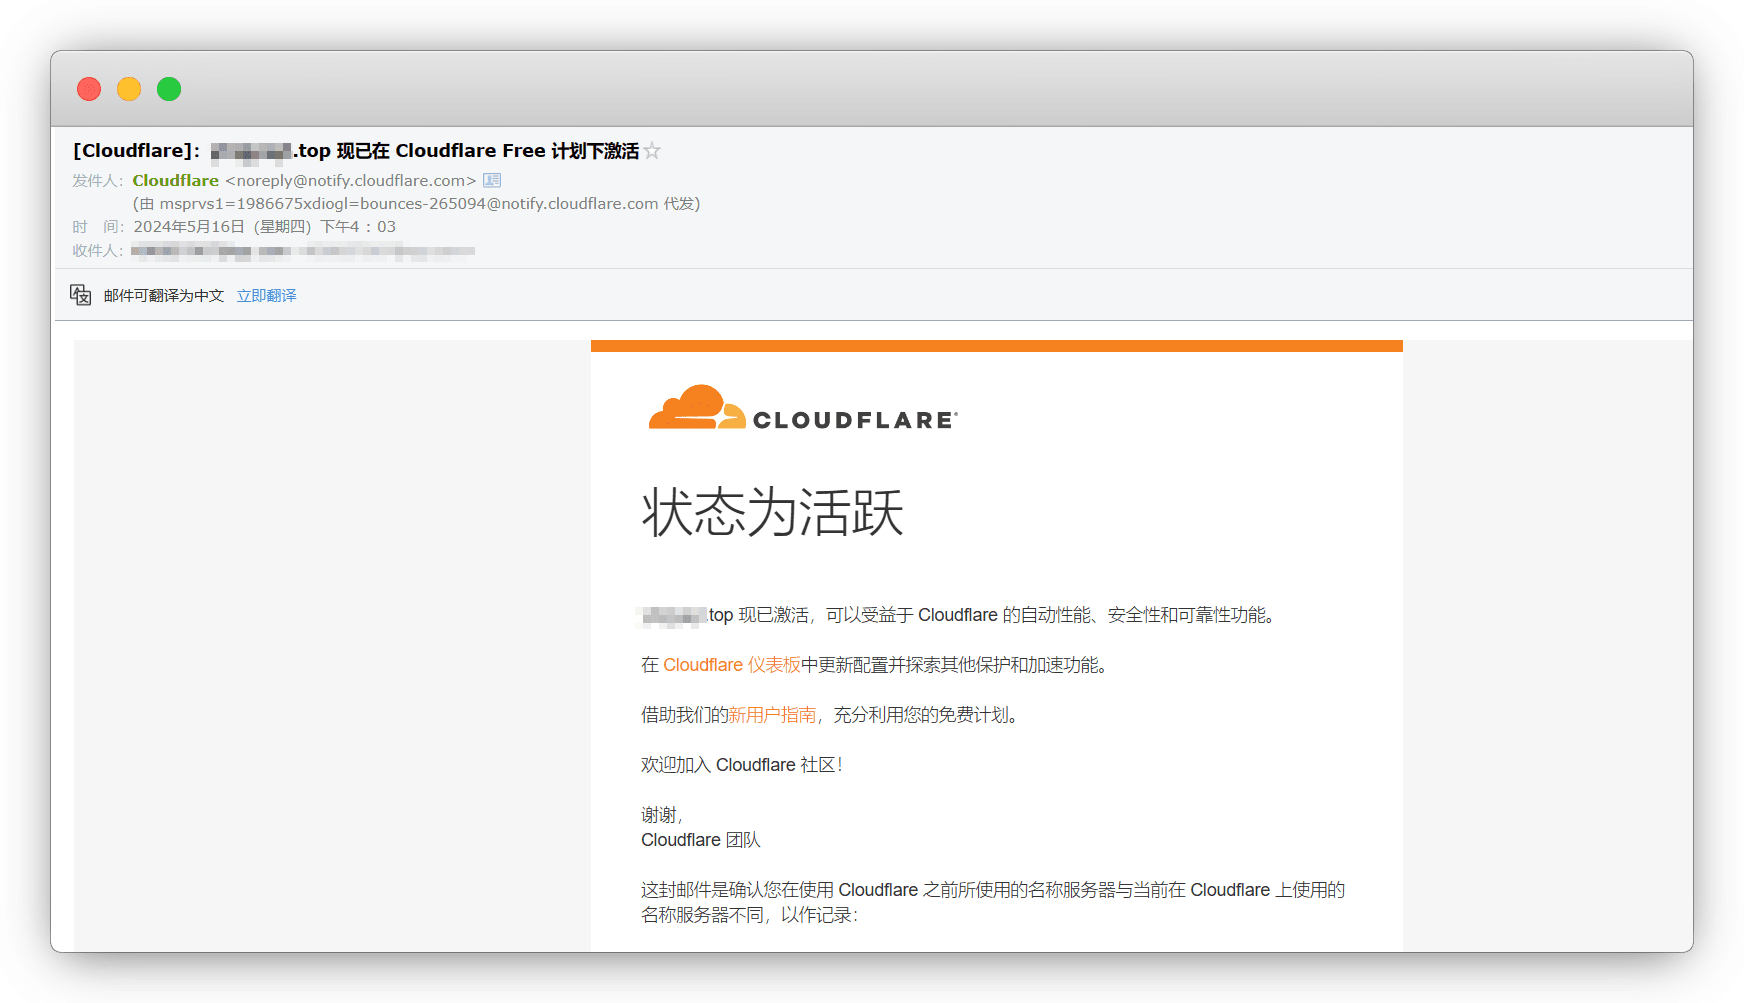 [Cloudflare]： .top 现已在 Cloudflare Free 计划下激活
发件人： Cloudflare <noreply@notify.cloudflare.com>
(由 msprvs1=1986675xdiogl=bounces-265094@notify.cloudflare.com 代发)
时　间： 2024年5月16日（星期四）下午4：03
收件人：
邮件可翻译为中文 立即翻译
CLOUDFLARE
状态为活跃
.top 现已激活，可以受益于 Cloudflare 的自动性能、安全性和可靠性功能。
在 Cloudflare 仪表板中更新配置并探索其他保护和加速功能。
借助我们的新用户指南，充分利用您的免费计划。
欢迎加入 Cloudflare 社区！
谢谢，
Cloudflare 团队
这封邮件是确认您在使用 Cloudflare 之前所使用的名称服务器与当前在 Cloudflare 上使用的
名称服务器不同，以作记录：